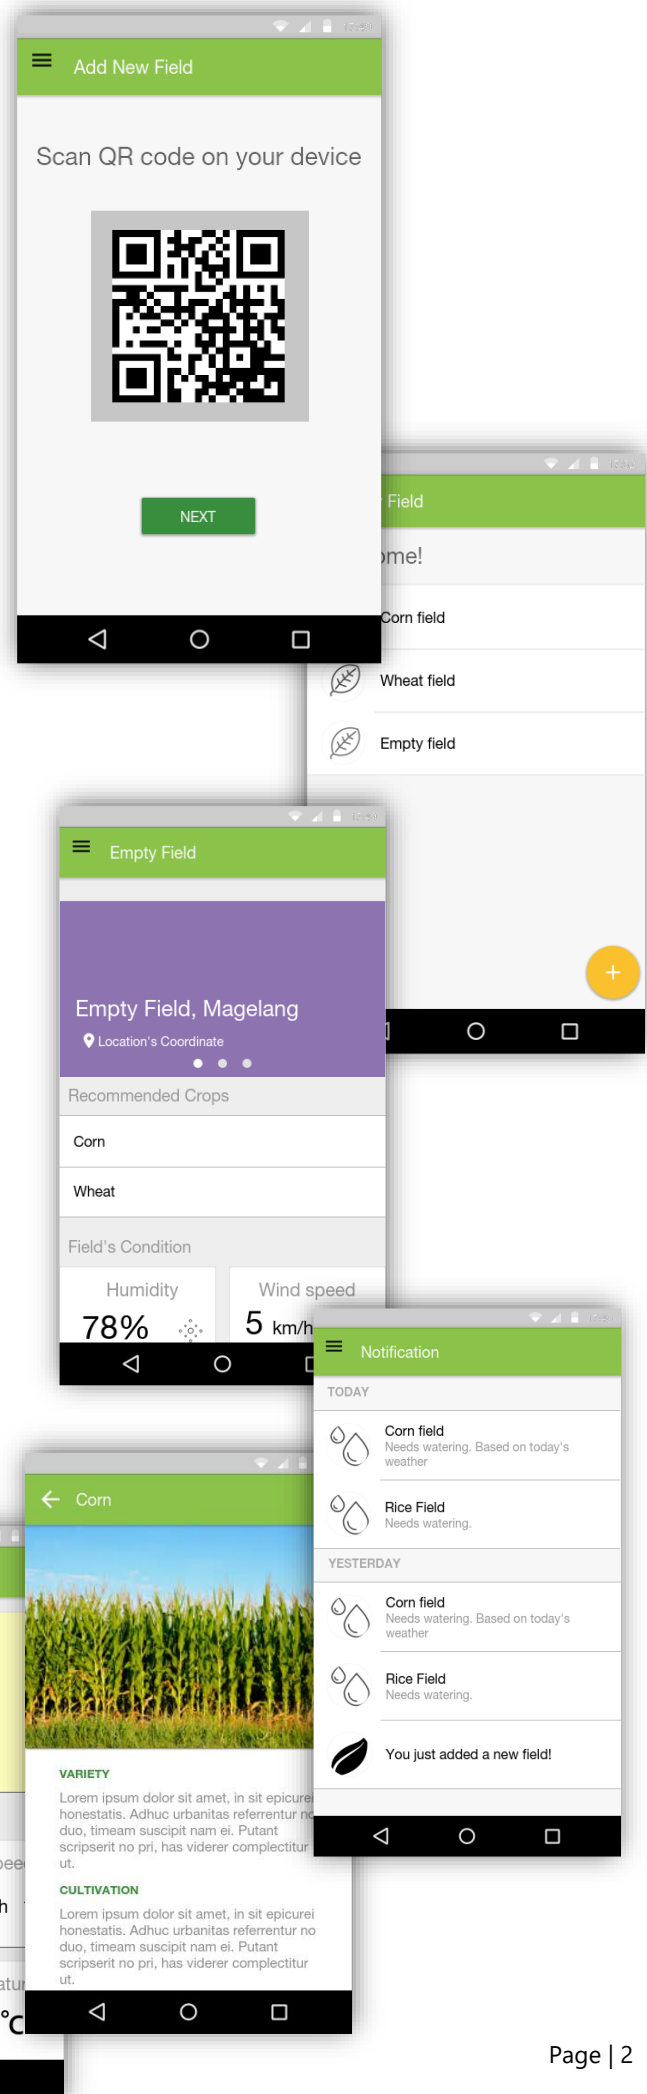 Add New Field
Scan QR code on your device
NEXT
Field
ome!
Corn field
Wheat field
Empty field
+
Empty Field
Empty Field, Magelang
Location's Coordinate
Recommended Crops
Corn
Wheat
Field's Condition
Humidity
Wind speed
78%
5 km/h
Notification
TODAY
Corn field
Needs watering. Based on today's
weather
Rice Field
Needs watering.
YESTERDAY
Corn field
Needs watering. Based on today's
weather
Rice Field
Needs watering.
You just added a new field!
Corn
VARIETY
Lorem ipsum dolor sit amet, in sit epicurei
honestatis. Adhuc urbanitas referrentur no
duo, timeam suscipit nam ei. Putant
scripserit no pri, has viderer complectitur
ut.
CULTIVATION
Lorem ipsum dolor sit amet, in sit epicurei
honestatis. Adhuc urbanitas referrentur no
duo, timeam suscipit nam ei. Putant
scripserit no pri, has viderer complectitur
ut.
pee
h
atur
°C
Page | 2